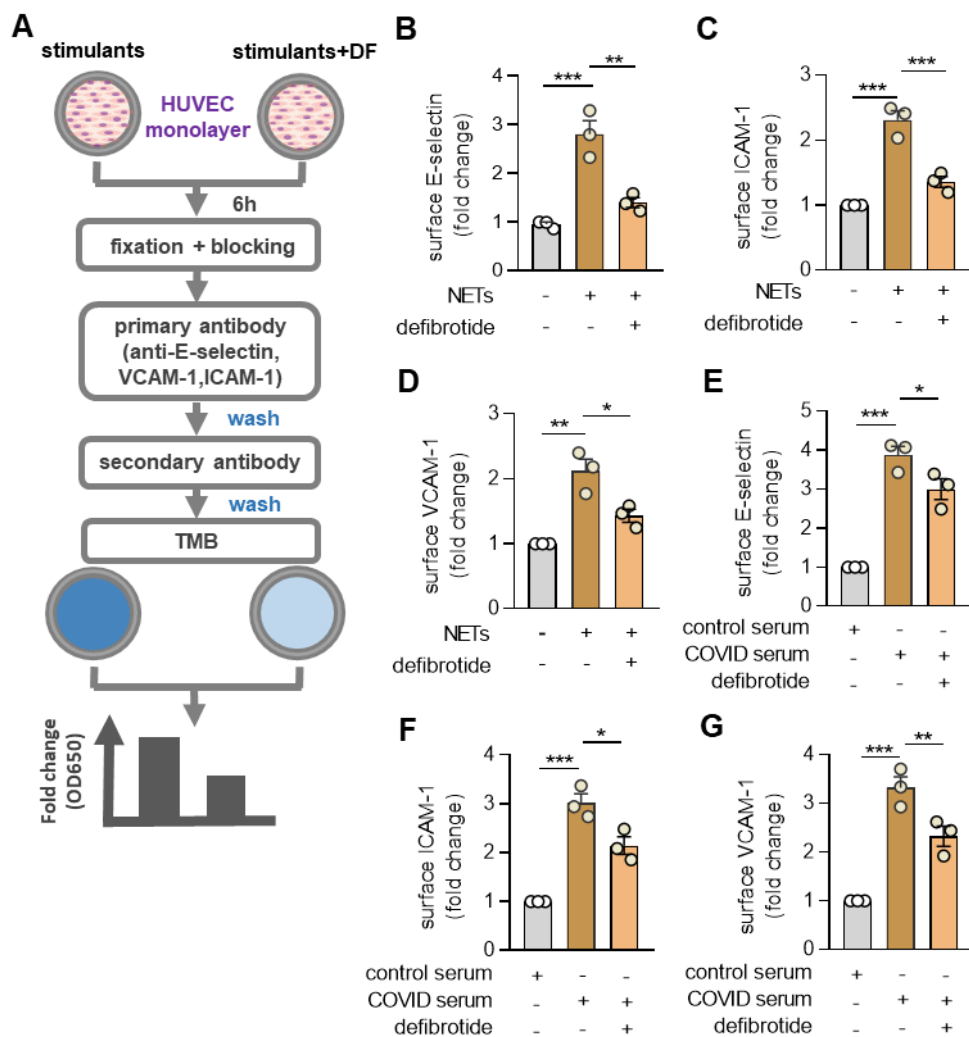 A
stimulants
stimulants+DF
HUVEC
monolayer
6h
fixation + blocking
primary antibody
(anti-E-selectin,
VCAM-1,ICAM-1)
wash
secondary antibody
wash
TMB
Fold change
(OD650)
B
surface E-selectin
(fold change)
4
3
2
1
0
*** **
NETs - + +
defibrotide - - +
C
surface ICAM-1
(fold change)
3
2
1
0
*** ***
NETs - + +
defibrotide - - +
D
surface VCAM-1
(fold change)
3
2
1
0
** *
NETs - + +
defibrotide - - +
E
surface E-selectin
(fold change)
5
4
3
2
1
0
*** *
control serum + - -
COVID serum - + +
defibrotide - - +
F
surface ICAM-1
(fold change)
4
3
2
1
0
*** *
control serum + - -
COVID serum - + +
defibrotide - - +
G
surface VCAM-1
(fold change)
4
3
2
1
0
*** **
control serum + - -
COVID serum - + +
defibrotide - - +